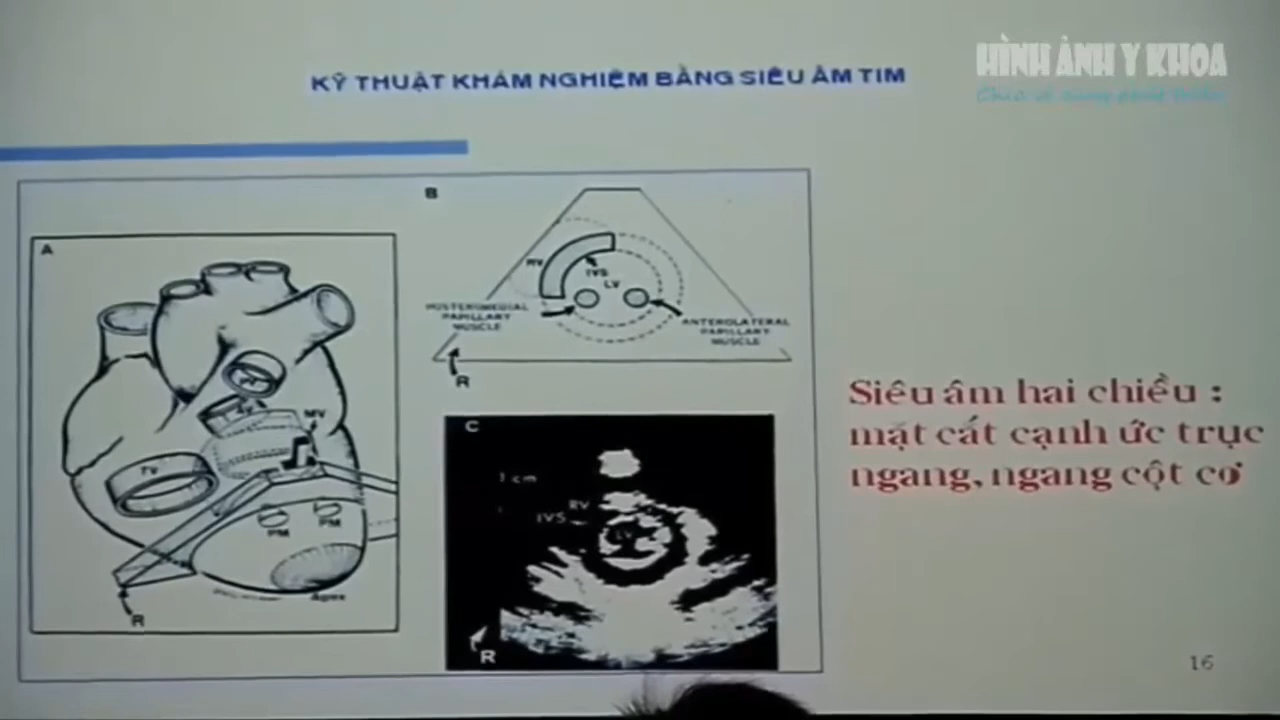 HÌNH ẢNH Y KHOA
KỸ THUẬT KHÁM NGHIỆM BẰNG SIÊU ÂM TIM
A
MV
TV
PM
PM
Apex
R
B
RV
IVS
LV
POSTEROMEDIAL
PAPILLARY
MUSCLE
ANTEROLATERAL
PAPILLARY
MUSCLE
R
C
1 cm
RV
IVS
LV
R
Siêu âm hai chiều :
mặt cắt cạnh ức trục
ngang, ngang cột cơ
16